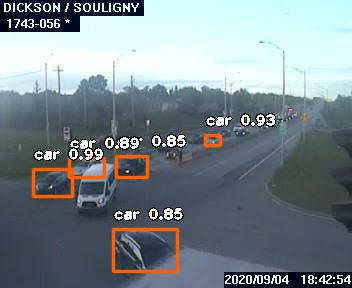 DICKSON / SOULIGNY
1743-056 *
car 0.93
car 0.89 0.85
car 0.99
car 0.85
2020/09/04 18:42:54